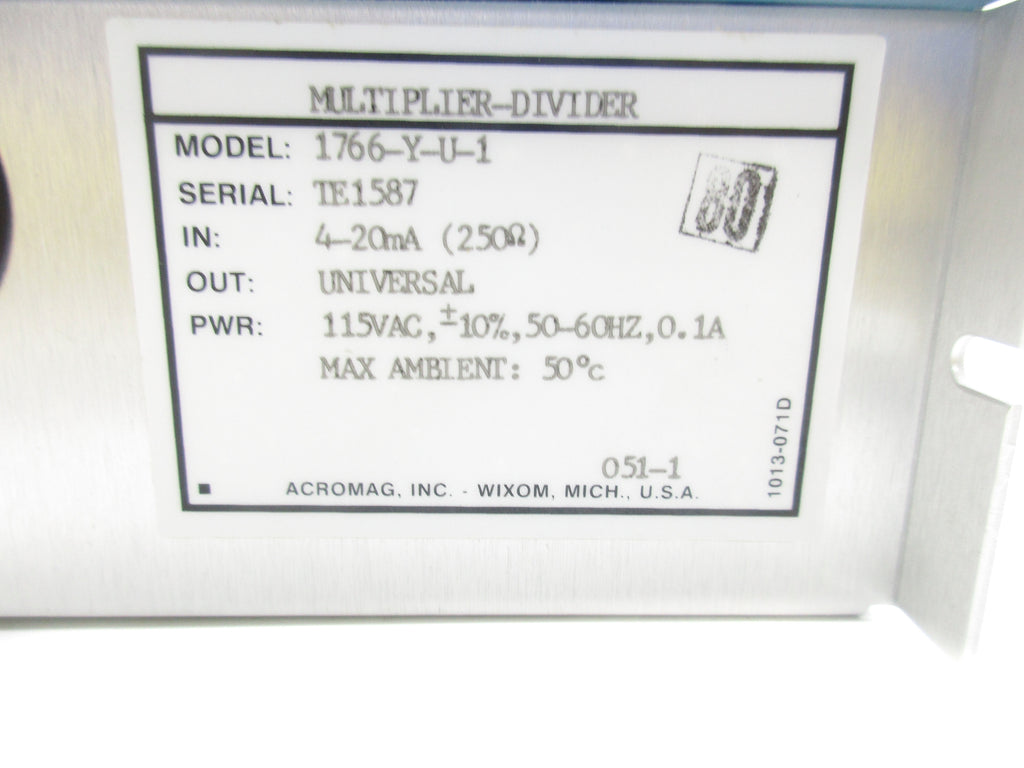 MULTIPLIER-DIVIDER
MODEL: 1766-Y-U-1
801
SERIAL: TE1587
IN: 4-20mA (250Ω)
OUT: UNIVERSAL
PWR: 115VAC,±10%,50-60HZ,0.1A
MAX AMBIENT: 50°C
1013-071D
051-1
ACROMAG, INC. - WIXOM, MICH., U.S.A.